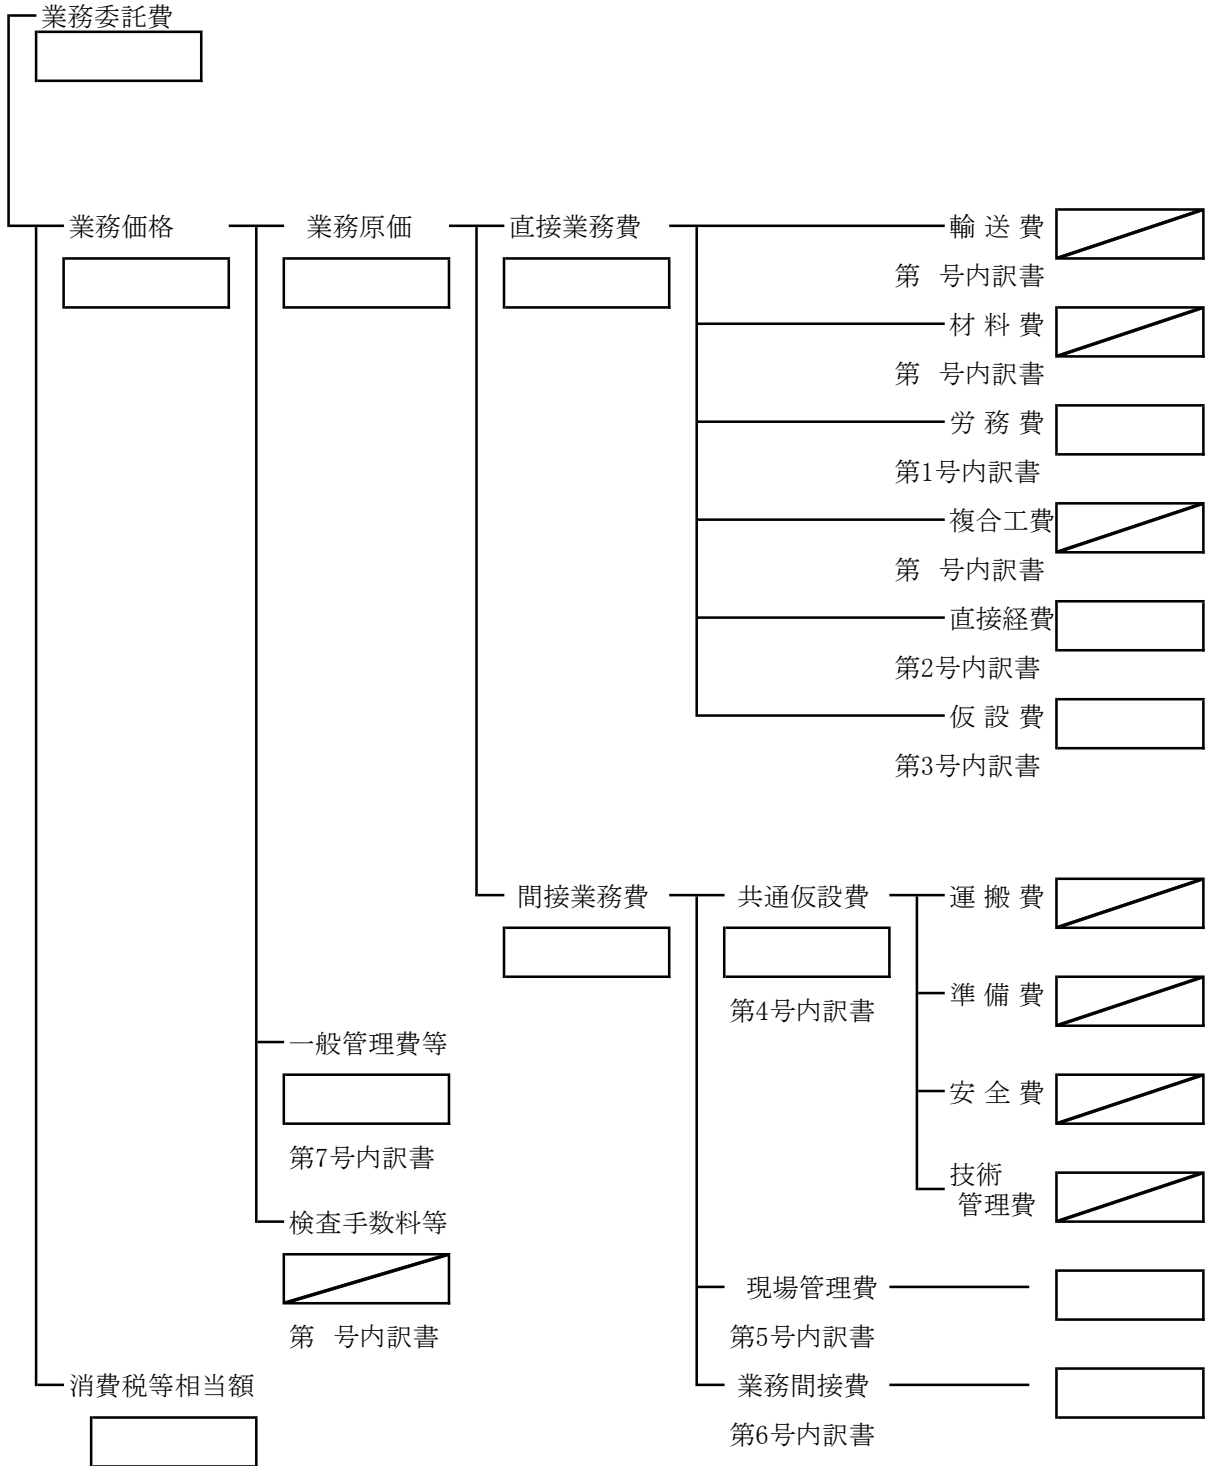 業務委託費
業務価格
業務原価
直接業務費
輸送費
第　号内訳書
材料費
第　号内訳書
労務費
第1号内訳書
複合工費
第　号内訳書
直接経費
第2号内訳書
仮設費
第3号内訳書
間接業務費
共通仮設費
第4号内訳書
運搬費
準備費
安全費
技術
管理費
一般管理費等
第7号内訳書
検査手数料等
第　号内訳書
現場管理費
第5号内訳書
業務間接費
第6号内訳書
消費税等相当額